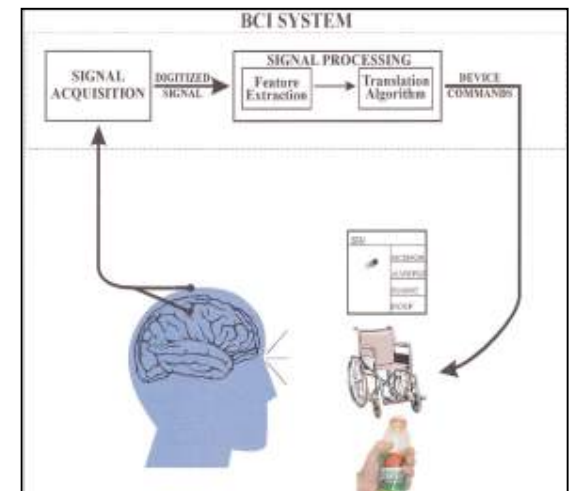 BCI SYSTEM
SIGNAL
ACQUISITION
DIGITIZED
SIGNAL
SIGNAL PROCESSING
Feature
Extraction
Translation
Algorithm
DEVICE
COMMANDS